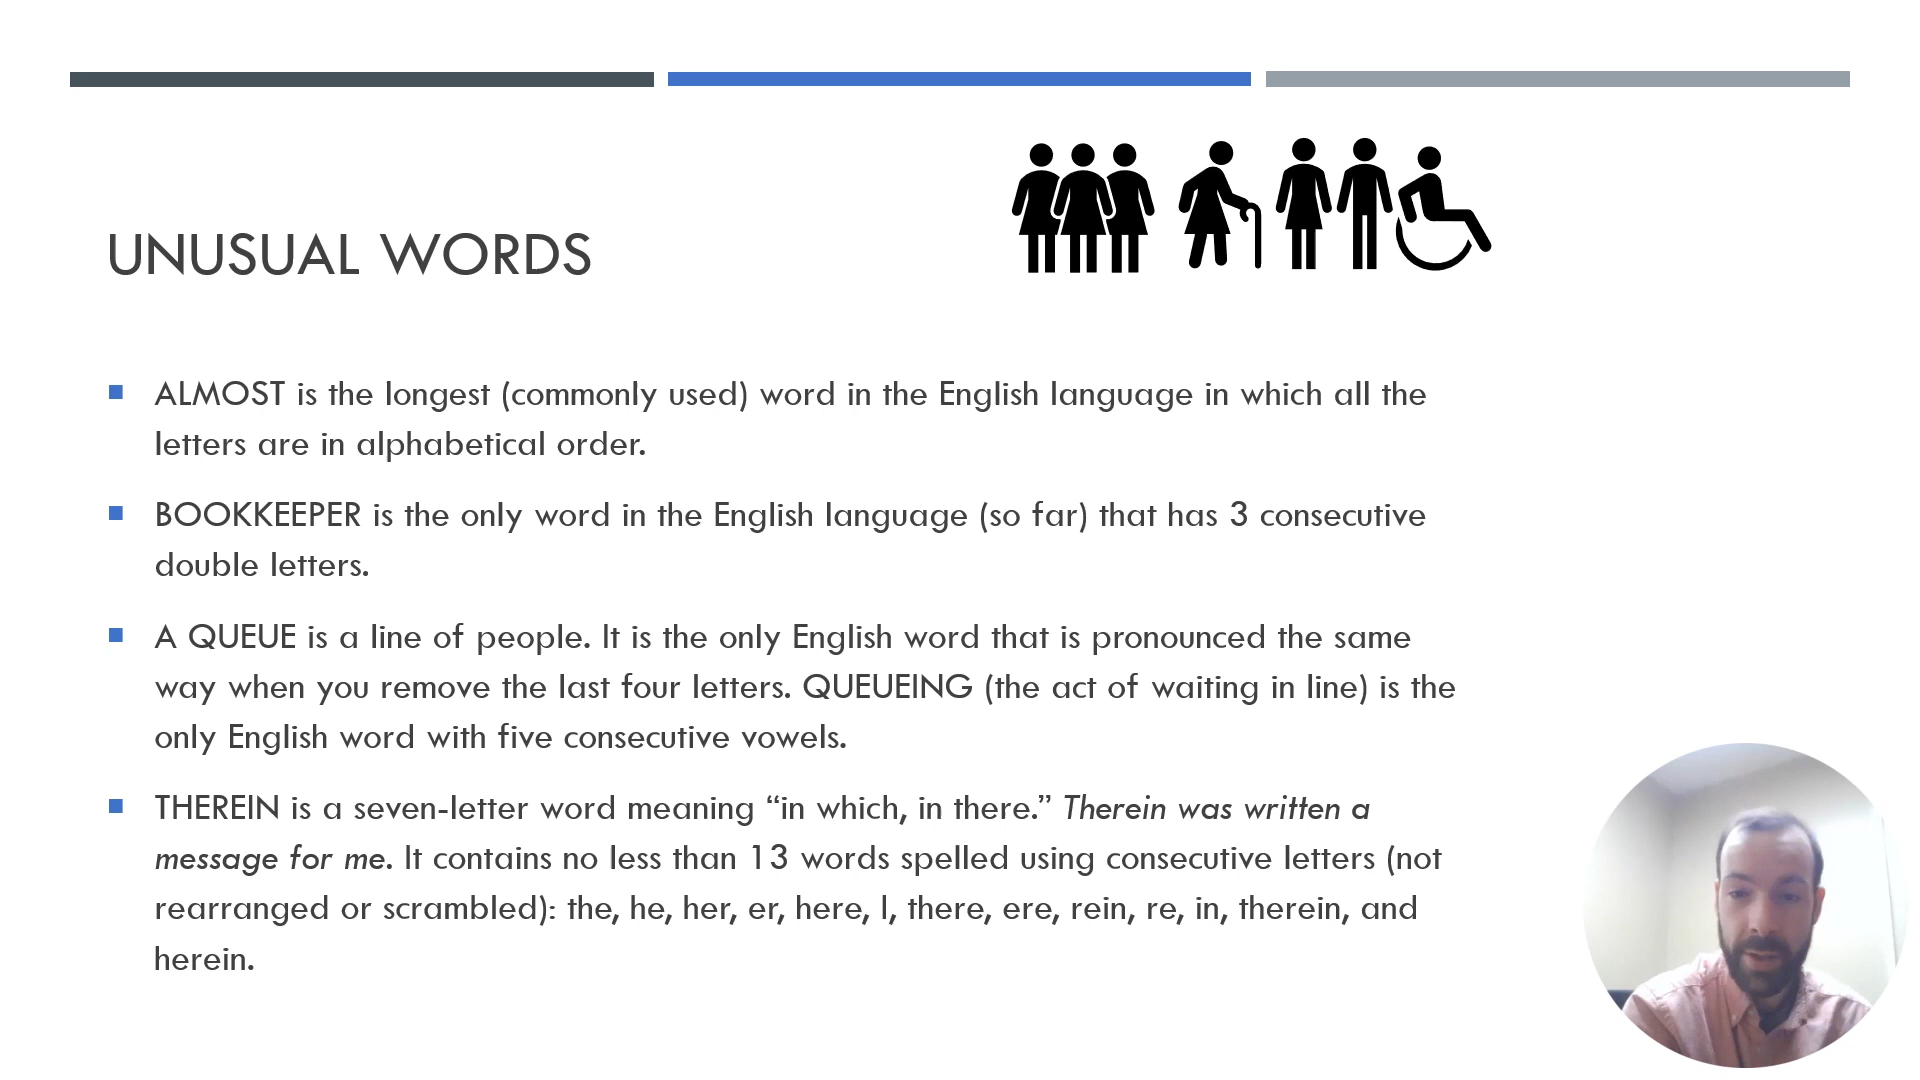 UNUSUAL WORDS
ALMOST is the longest (commonly used) word in the English language in which all the
letters are in alphabetical order.
BOOKKEEPER is the only word in the English language (so far) that has 3 consecutive
double letters.
A QUEUE is a line of people. It is the only English word that is pronounced the same
way when you remove the last four letters. QUEUEING (the act of waiting in line) is the
only English word with five consecutive vowels.
THEREIN is a seven-letter word meaning “in which, in there.” Therein was written a
message for me. It contains no less than 13 words spelled using consecutive letters (not
rearranged or scrambled): the, he, her, er, here, I, there, ere, rein, re, in, therein, and
herein.